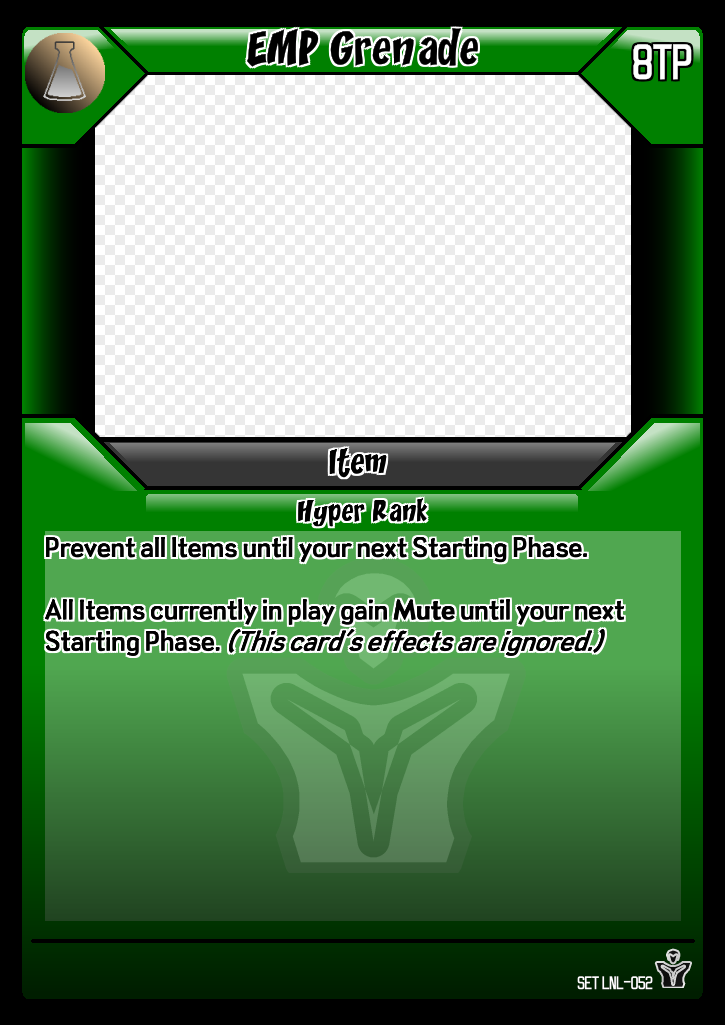 EMP Grenade
8TP
Item
Hyper Rank
Prevent all Items until your next Starting Phase.
All Items currently in play gain Mute until your next
Starting Phase. (This card's effects are ignored.)
SET LNL-052